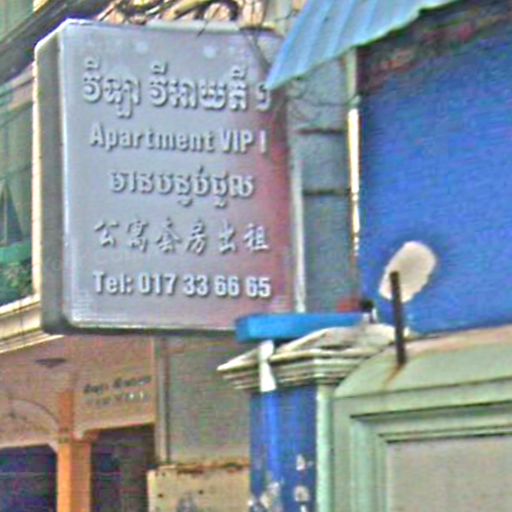 វីឡា វីអាយភី ១
Apartment VIP I
មានបន្ទប់ជួល
公寓套房出租
Tel: 017 33 66 65